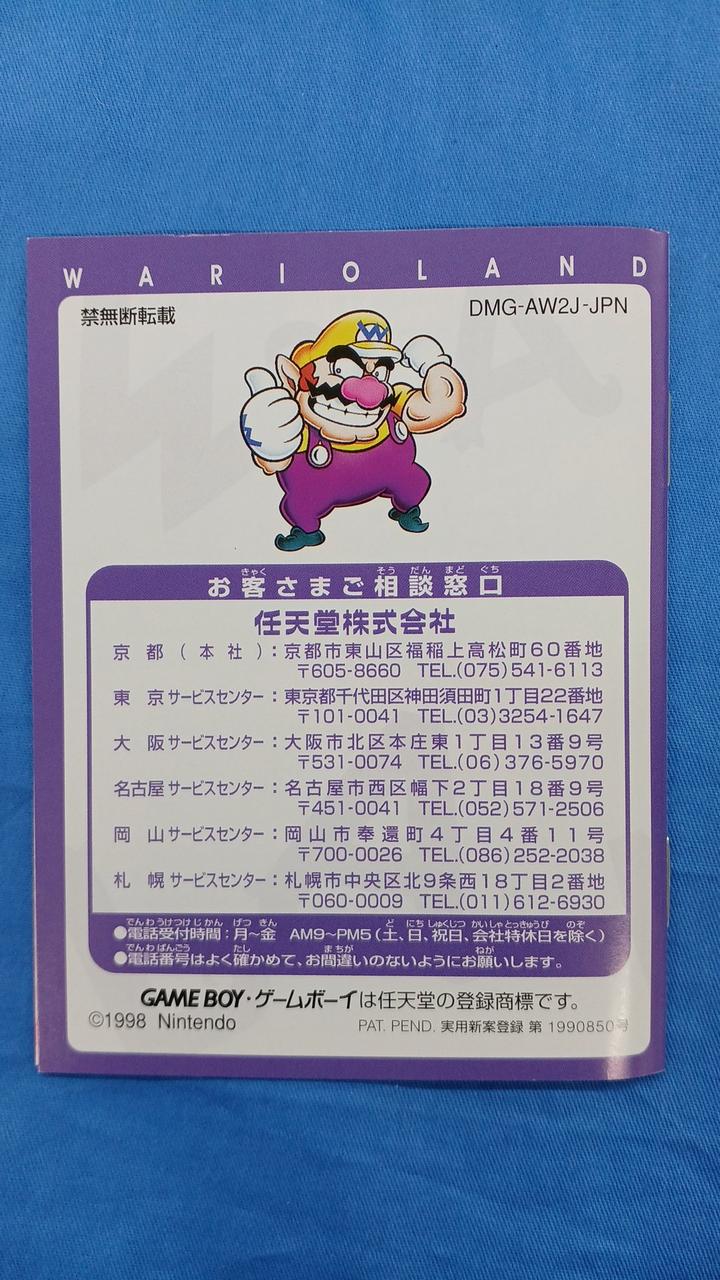 WARIOLAND
禁無断転載
DMG-AW2J-JPN
お客さまご相談窓口
任天堂株式会社
京都(本社):京都市東山区福稲上高松町60番地
〒605-8660 TEL.(075)541-6113
東京サービスセンター:東京都千代田区神田須田町1丁目22番地
〒101-0041 TEL.(03)3254-1647
大阪サービスセンター:大阪市北区本庄東1丁目13番9号
〒531-0074 TEL.(06)376-5970
名古屋サービスセンター:名古屋市西区幅下2丁目18番9号
〒451-0041 TEL.(052)571-2506
岡山サービスセンター:岡山市奉還町4丁目4番11号
〒700-0026 TEL.(086)252-2038
札幌サービスセンター:札幌市中央区北9条西18丁目2番地
〒060-0009 TEL.(011)612-6930
●電話受付時間:月~金 AM9~PM5(土、日、祝日、会社特休日を除く)
●電話番号はよく確かめて、お間違いのないようにお願いします。
GAME BOY・ゲームボーイは任天堂の登録商標です。
©1998 Nintendo
PAT. PEND. 実用新案登録 第 1990850号